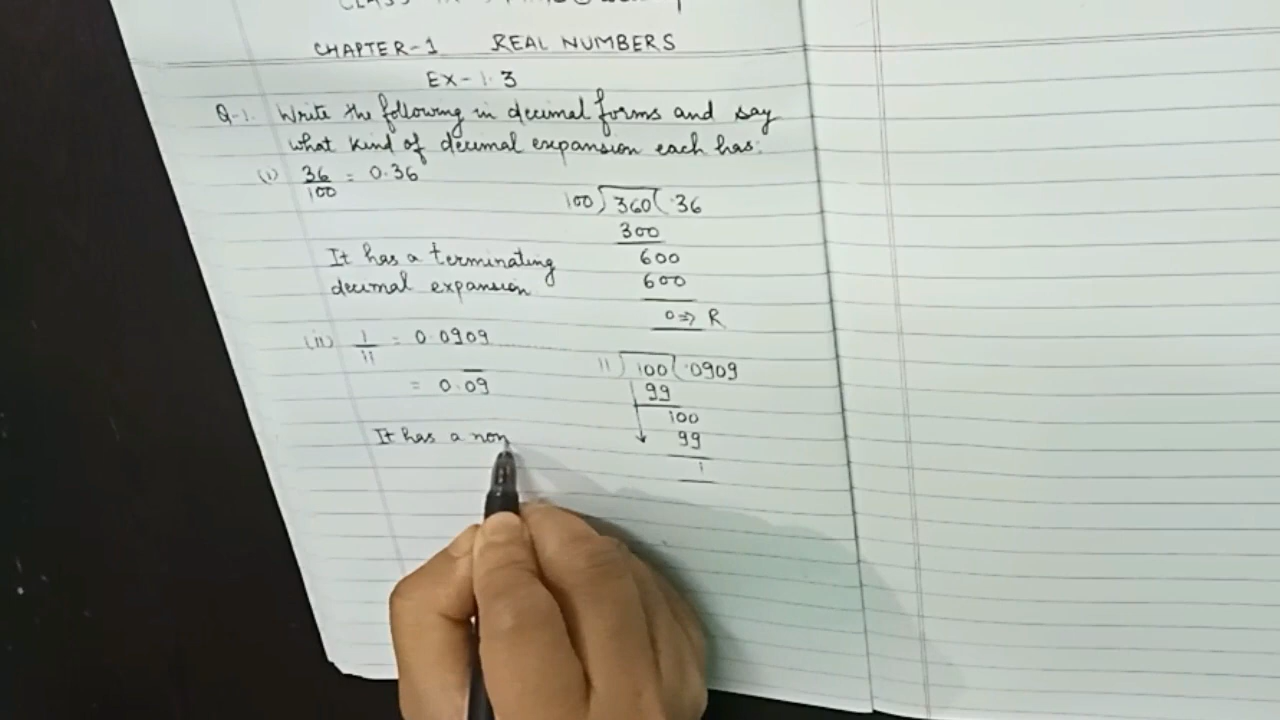 CHAPTER-1 REAL NUMBERS
EX-1.3
Q-1. Write the following in decimal forms and say
what kind of decimal expansion each has:
(i) 36/100 = 0.36
100)360(.36
300
600
600
0 ⇒ R
It has a terminating
decimal expansion
(ii) 1/11 = 0.0909
= 0.0̅9̅
11)100(.0909
99
100
99
1
It has a non